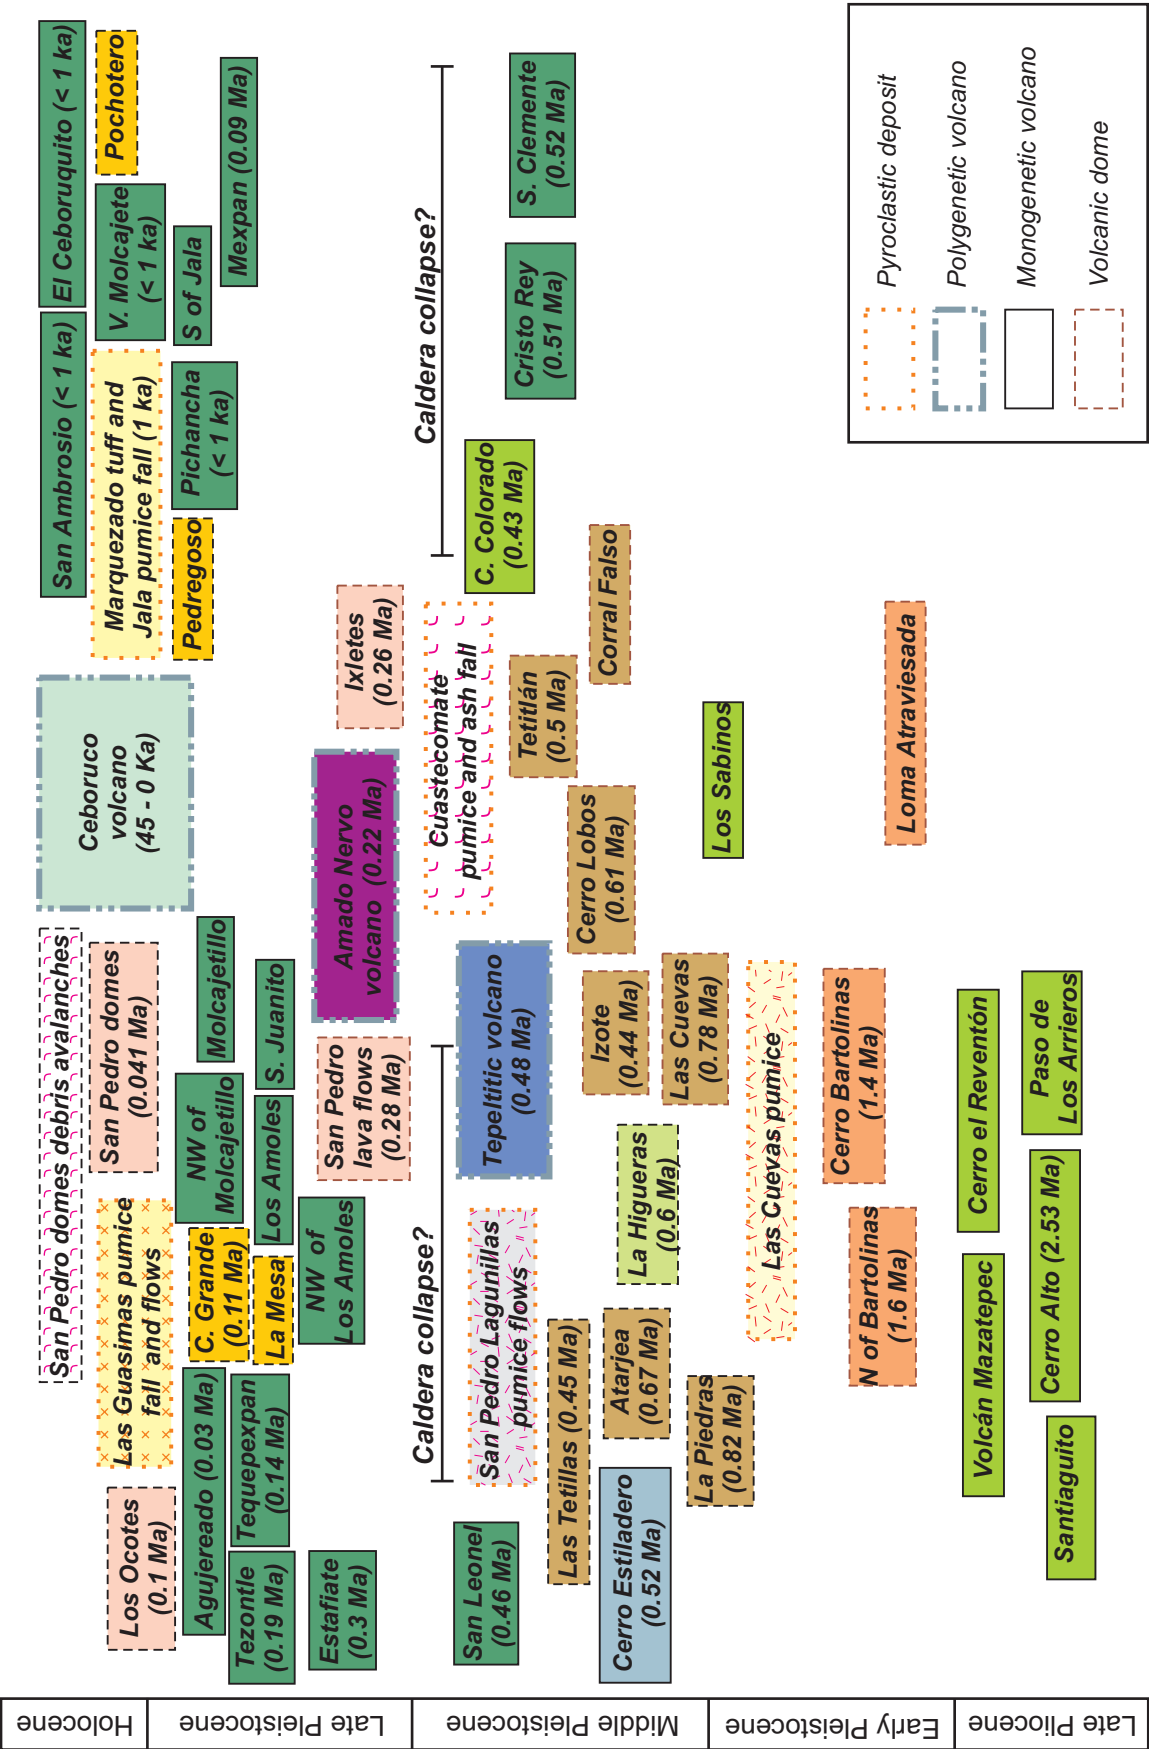 Holocene
Late Pleistocene
Middle Pleistocene
Early Pleistocene
Late Pliocene
San Pedro domes debris avalanches
Ceboruco
volcano
(45 - 0 Ka)
San Ambrosio (< 1 ka)
El Ceboruquito (< 1 ka)
Los Ocotes
(0.1 Ma)
Las Guasimas pumice
fall and flows
San Pedro domes
(0.041 Ma)
Marquezado tuff and
Jala pumice fall (1 ka)
V. Molcajete
(< 1 ka)
Pochotero
Agujereado (0.03 Ma)
C. Grande
(0.11 Ma)
NW of
Molcajetillo
Molcajetillo
Pedregoso
Pichancha
(< 1 ka)
S of Jala
Mexpan (0.09 Ma)
Tezontle
(0.19 Ma)
Tequepexpan
(0.14 Ma)
La Mesa
Los Amoles
S. Juanito
Estafiate
(0.3 Ma)
NW of
Los Amoles
San Pedro
lava flows
(0.28 Ma)
Amado Nervo
volcano (0.22 Ma)
Ixletes
(0.26 Ma)
Caldera collapse?
Caldera collapse?
San Leonel
(0.46 Ma)
San Pedro Lagunillas
pumice flows
Tepeltitic volcano
(0.48 Ma)
Cuastecomate
pumice and ash fall
C. Colorado
(0.43 Ma)
Cristo Rey
(0.51 Ma)
S. Clemente
(0.52 Ma)
Las Tetillas (0.45 Ma)
Tetitlán
(0.5 Ma)
Cerro Estiladero
(0.52 Ma)
Atarjea
(0.67 Ma)
La Higueras
(0.6 Ma)
Izote
(0.44 Ma)
Cerro Lobos
(0.61 Ma)
Corral Falso
La Piedras
(0.82 Ma)
Las Cuevas
(0.78 Ma)
Los Sabinos
Las Cuevas pumice
N of Bartolinas
(1.6 Ma)
Cerro Bartolinas
(1.4 Ma)
Loma Atraviesada
Volcán Mazatepec
Cerro el Reventón
Santiaguito
Cerro Alto (2.53 Ma)
Paso de
Los Arrieros
Pyroclastic deposit
Polygenetic volcano
Monogenetic volcano
Volcanic dome